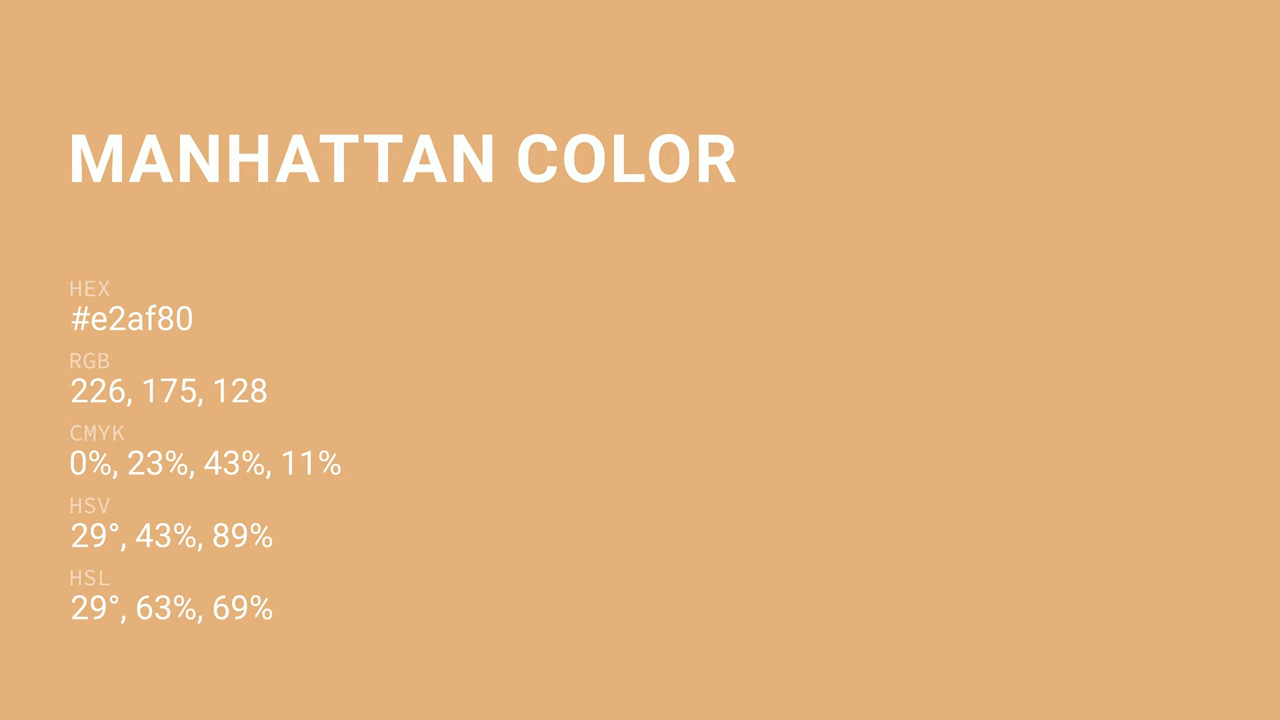 MANHATTAN COLOR
HEX
#e2af80
RGB
226, 175, 128
CMYK
0%, 23%, 43%, 11%
HSV
29°, 43%, 89%
HSL
29°, 63%, 69%